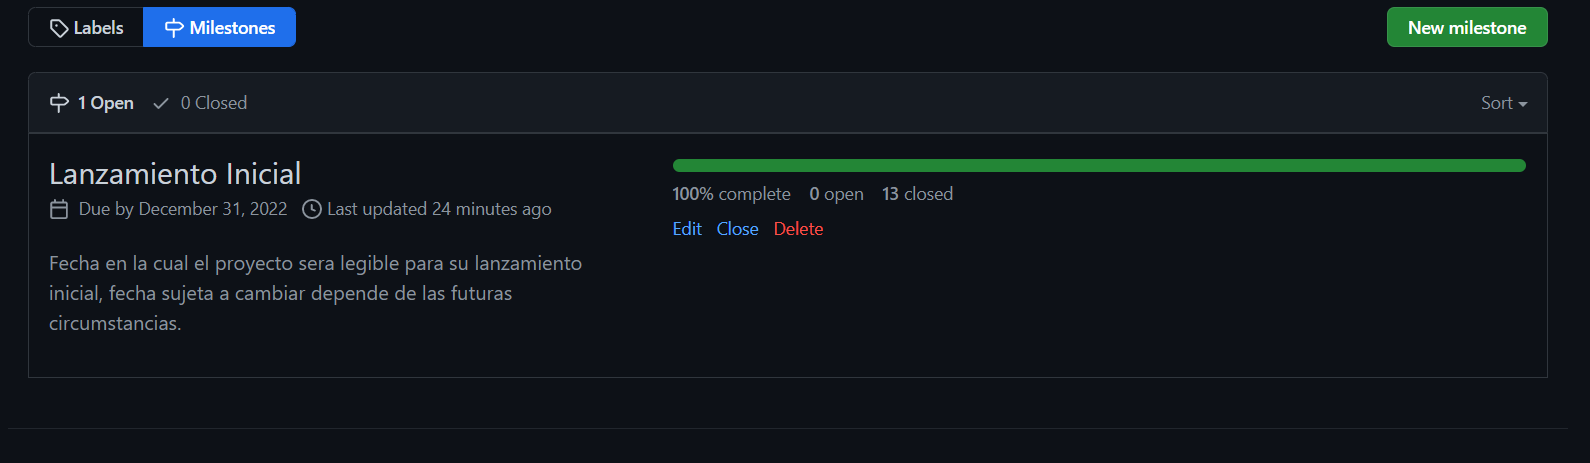 Labels Milestones New milestone
1 Open 0 Closed Sort
Lanzamiento Inicial
Due by December 31, 2022 Last updated 24 minutes ago
Fecha en la cual el proyecto sera legible para su lanzamiento
inicial, fecha sujeta a cambiar depende de las futuras
circumstancias.
100% complete 0 open 13 closed
Edit Close Delete